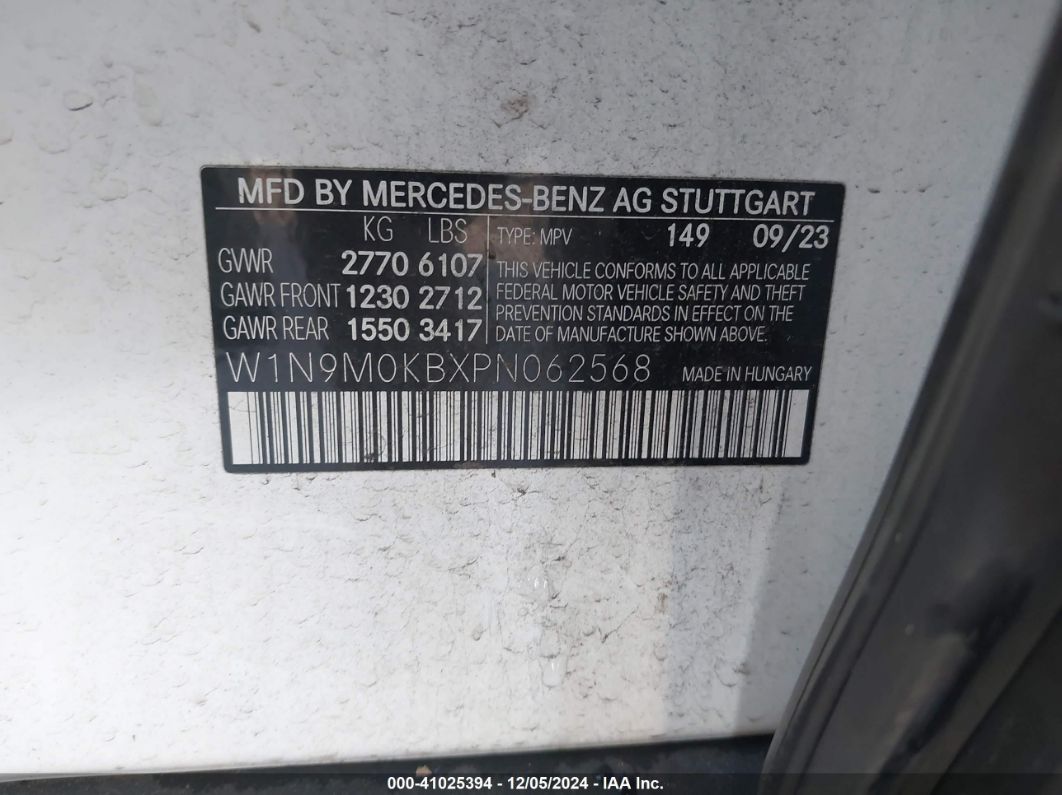 MFD BY MERCEDES-BENZ AG STUTTGART
KG LBS TYPE: MPV 149 09/23
GVWR 2770 6107
GAWR FRONT 1230 2712
GAWR REAR 1550 3417
THIS VEHICLE CONFORMS TO ALL APPLICABLE
FEDERAL MOTOR VEHICLE SAFETY AND THEFT
PREVENTION STANDARDS IN EFFECT ON THE
DATE OF MANUFACTURE SHOWN ABOVE.
W1N9M0KBXPN062568 MADE IN HUNGARY
000-41025394 - 12/05/2024 - IAA Inc.